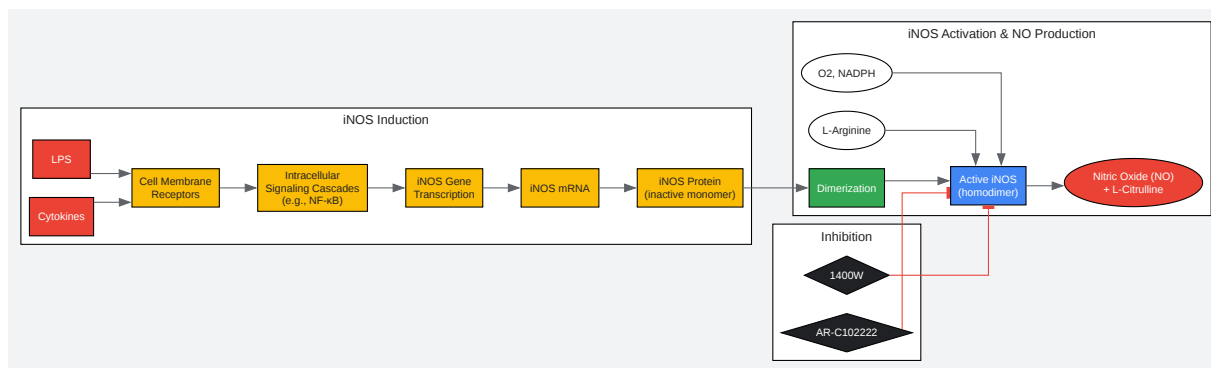 iNOS Induction
LPS
Cytokines
Cell Membrane
Receptors
Intracellular
Signaling Cascades
(e.g., NF-κB)
iNOS Gene
Transcription
iNOS mRNA
iNOS Protein
(inactive monomer)
iNOS Activation & NO Production
O2, NADPH
L-Arginine
Dimerization
Active iNOS
(homodimer)
Nitric Oxide (NO)
+ L-Citrulline
Inhibition
1400W
AR-C102222